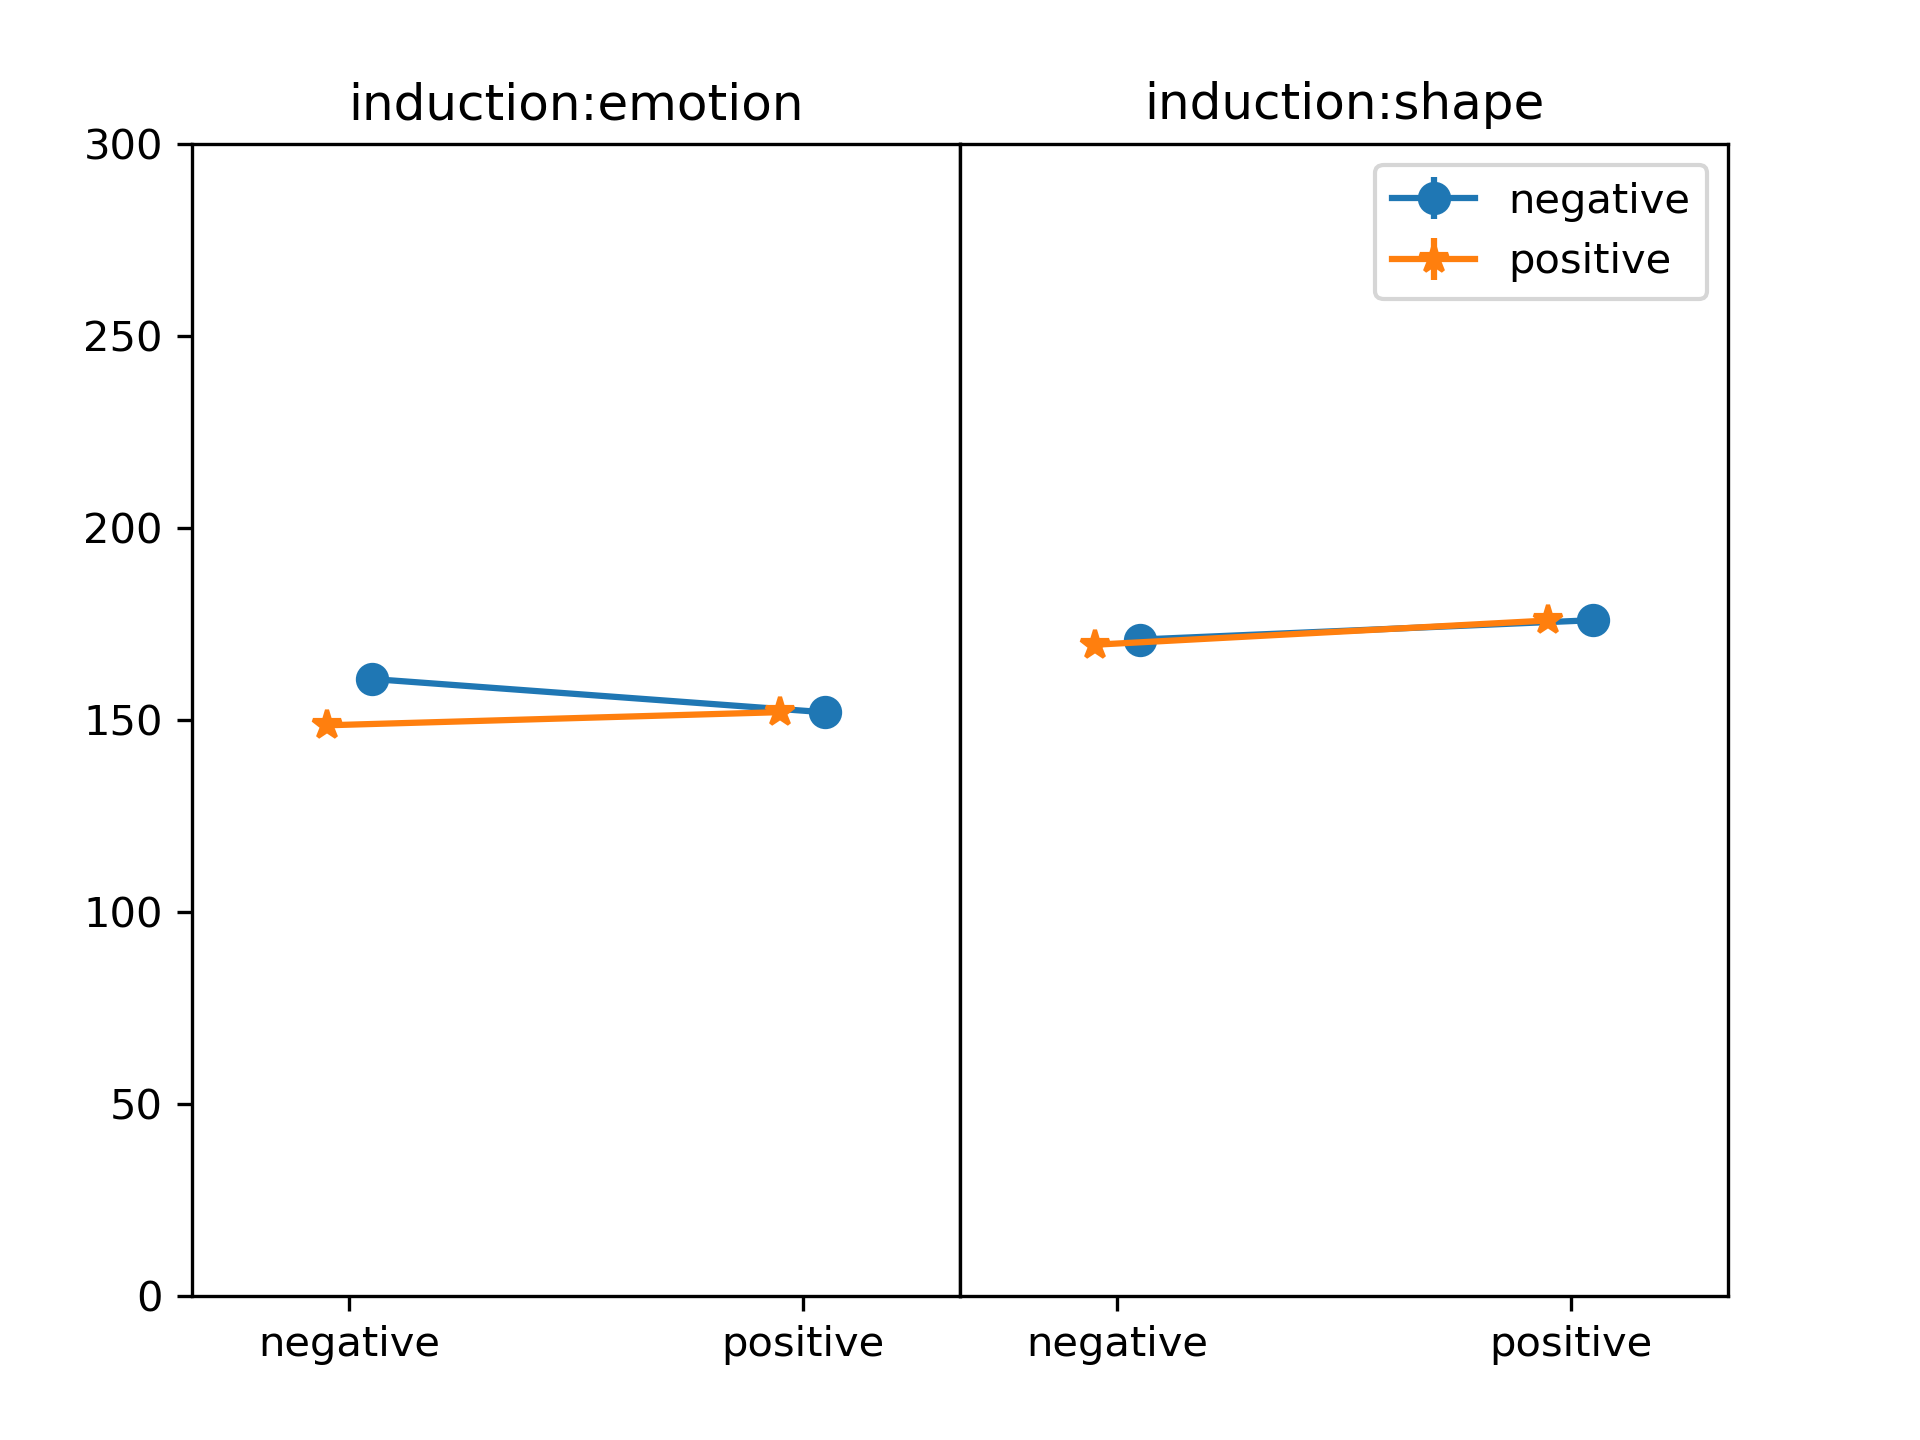 induction:emotion
induction:shape
300
250
200
150
100
50
0
negative
positive
negative
positive
negative
positive